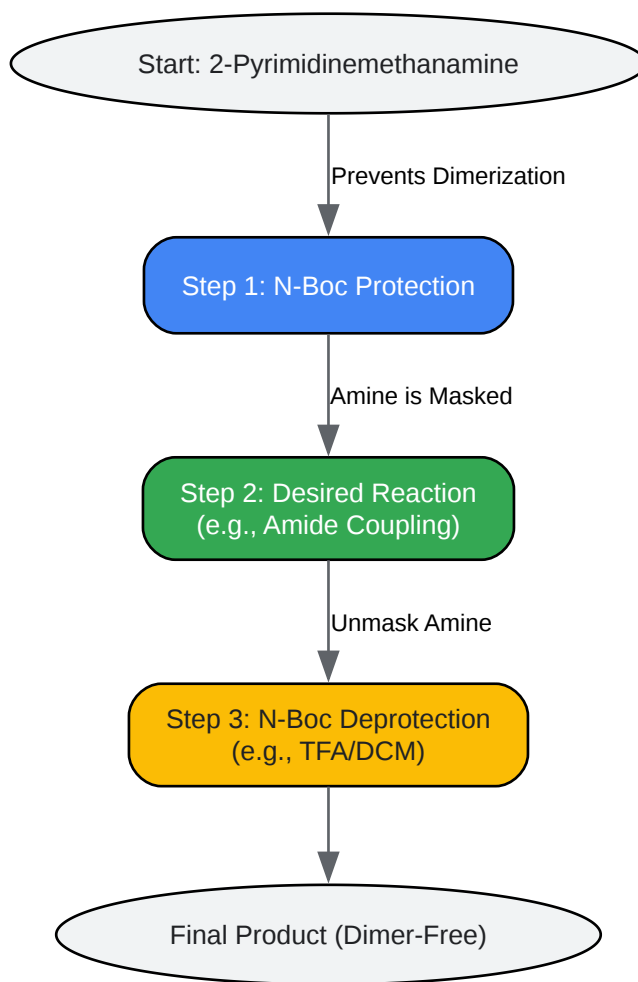 Start: 2-Pyrimidinemethanamine
Prevents Dimerization
Step 1: N-Boc Protection
Amine is Masked
Step 2: Desired Reaction
(e.g., Amide Coupling)
Unmask Amine
Step 3: N-Boc Deprotection
(e.g., TFA/DCM)
Final Product (Dimer-Free)